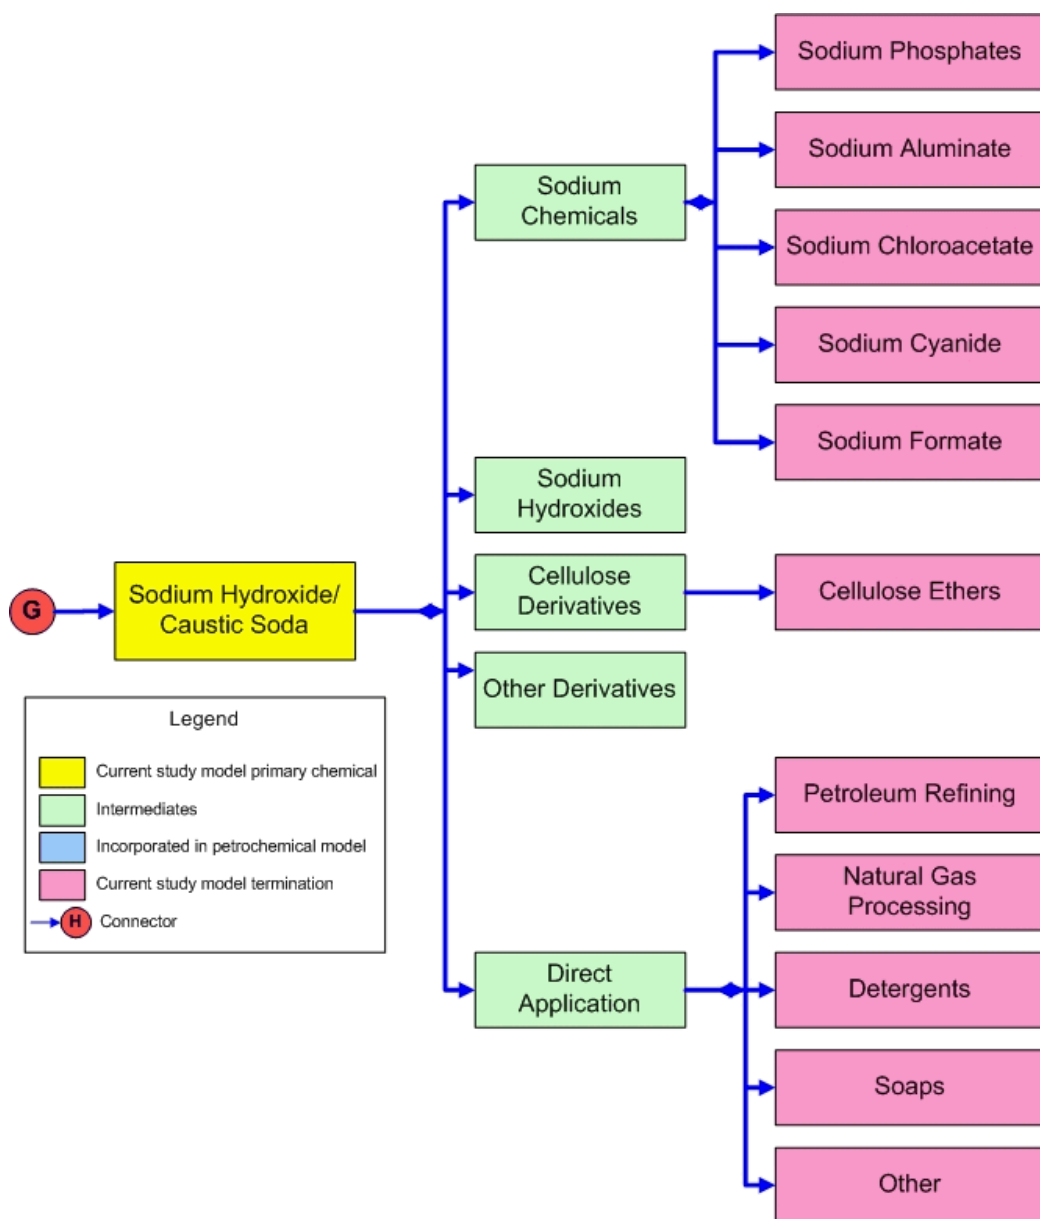 Sodium Phosphates
Sodium Aluminate
Sodium
Chemicals
Sodium Chloroacetate
Sodium Cyanide
Sodium Formate
Sodium
Hydroxides
G
Sodium Hydroxide/
Caustic Soda
Cellulose
Derivatives
Cellulose Ethers
Other Derivatives
Legend
Current study model primary chemical
Intermediates
Incorporated in petrochemical model
Current study model termination
H Connector
Petroleum Refining
Natural Gas
Processing
Direct
Application
Detergents
Soaps
Other